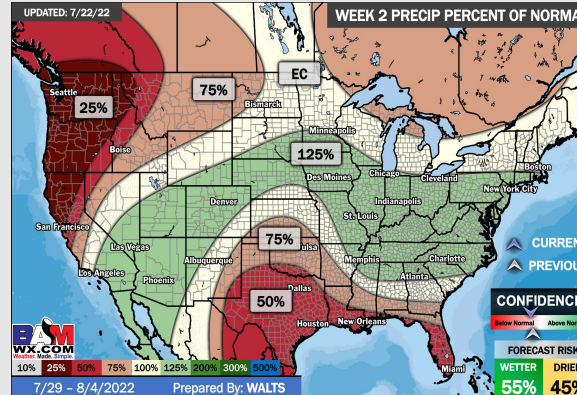 UPDATED: 7/22/22
WEEK 2 PRECIP PERCENT OF NORMA
EC
75%
Seattle
25%
Bismarck
Minneapolis
Boise
125%
Boston
Chicago
Cleveland
Des Moines
New York City
Denver
Indianapolis
St. Louis
San Francisco
75%
Las Vegas
ulsa
CURREN
Albuquerque
Memphis
Charlotte
Los Angeles
PREVIOU
Phoenix
Atlanta
Dallas
50%
CONFIDENC
Houston
New Orleans
Below Normal
Above Nor
BAM
WX.COM
Weather. Made. Simple.
FORECAST RISK
Miami
10% 25% 50% 75% 100% 125% 200% 300% 500%
WETTER
DRIE
55%
45%
7/29 - 8/4/2022
Prepared By: WALTS